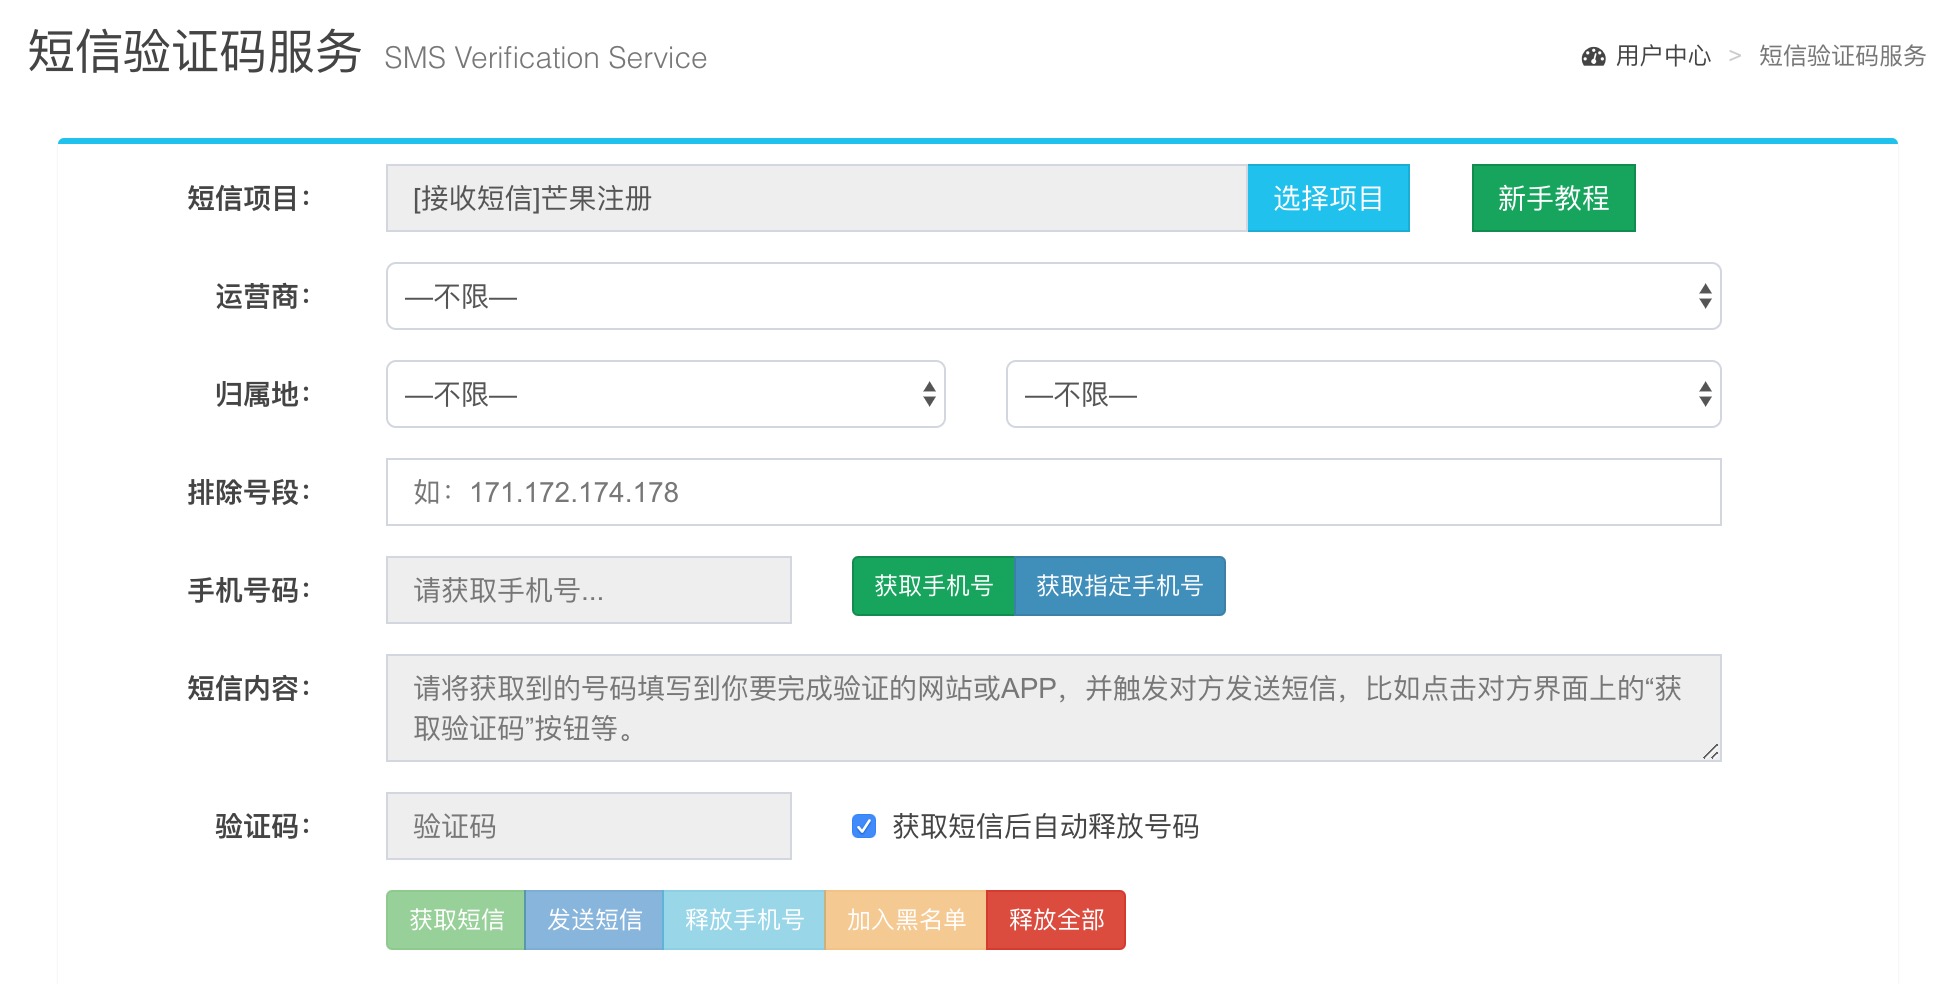 短信验证码服务 SMS Verification Service
用户中心 > 短信验证码服务
短信项目： [接收短信]芒果注册 选择项目 新手教程
运营商： —不限—
归属地： —不限— —不限—
排除号段： 如：171.172.174.178
手机号码： 请获取手机号... 获取手机号 获取指定手机号
短信内容： 请将获取到的号码填写到你要完成验证的网站或APP，并触发对方发送短信，比如点击对方界面上的“获
取验证码”按钮等。
验证码： 验证码 获取短信后自动释放号码
获取短信 发送短信 释放手机号 加入黑名单 释放全部